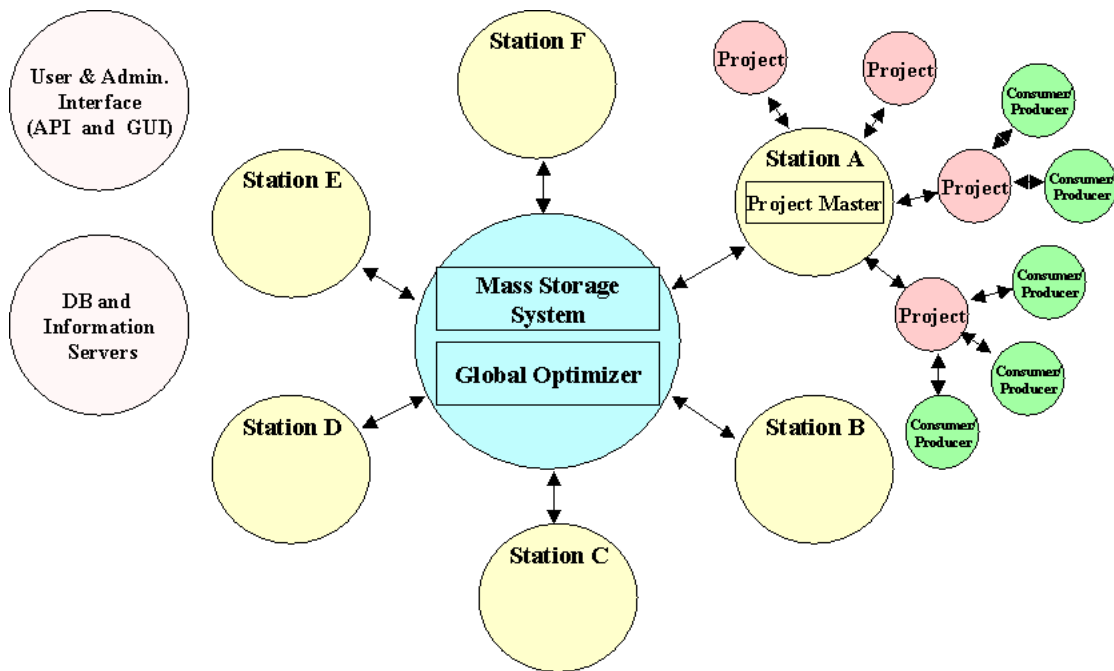 User & Admin.
Interface
(API and GUI)
DB and
Information
Servers
Station F
Station E
Station D
Station C
Station B
Station A
Project Master
Mass Storage
System
Global Optimizer
Project
Project
Project
Project
Consumer/
Producer
Consumer/
Producer
Consumer/
Producer
Consumer/
Producer
Consumer/
Producer